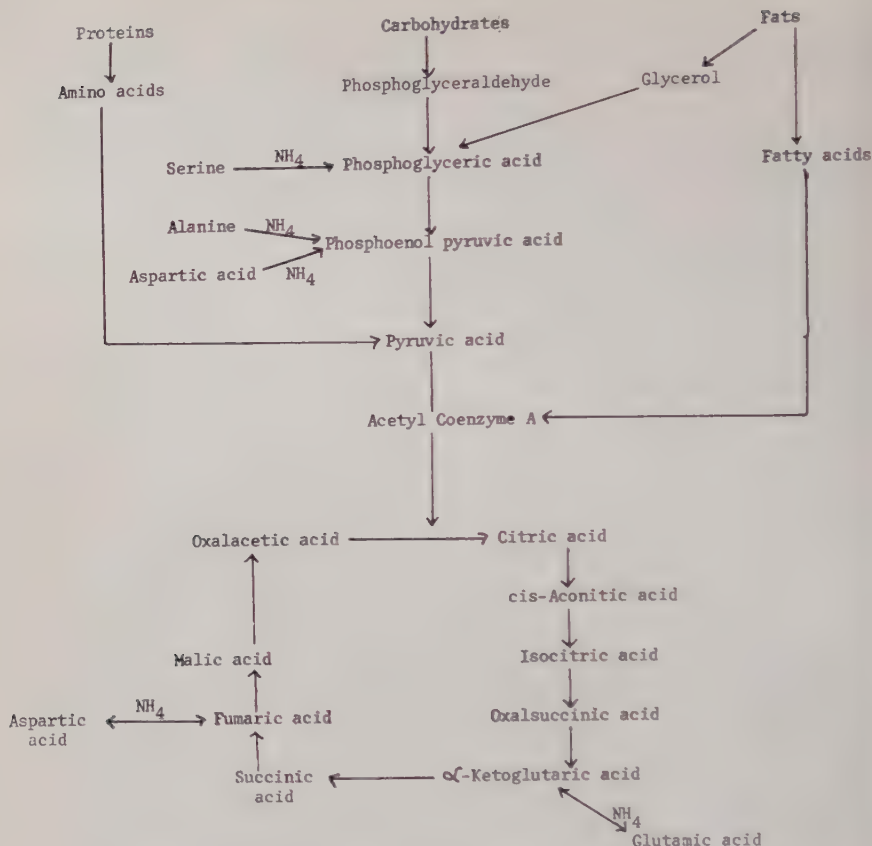 Proteins
Carbohydrates
Fats
Amino acids
Phosphoglyceraldehyde
Glycerol
Serine
NH4
Phosphoglyceric acid
Fatty acids
Alanine
NH4
Phosphoenol pyruvic acid
Aspartic acid
NH4
Pyruvic acid
Acetyl Coenzyme A
Oxalacetic acid
Citric acid
cis-Aconitic acid
Malic acid
Isocitric acid
Aspartic
acid
NH4
Fumaric acid
Oxalsuccinic acid
Succinic
acid
α-Ketoglutaric acid
NH4
Glutamic acid